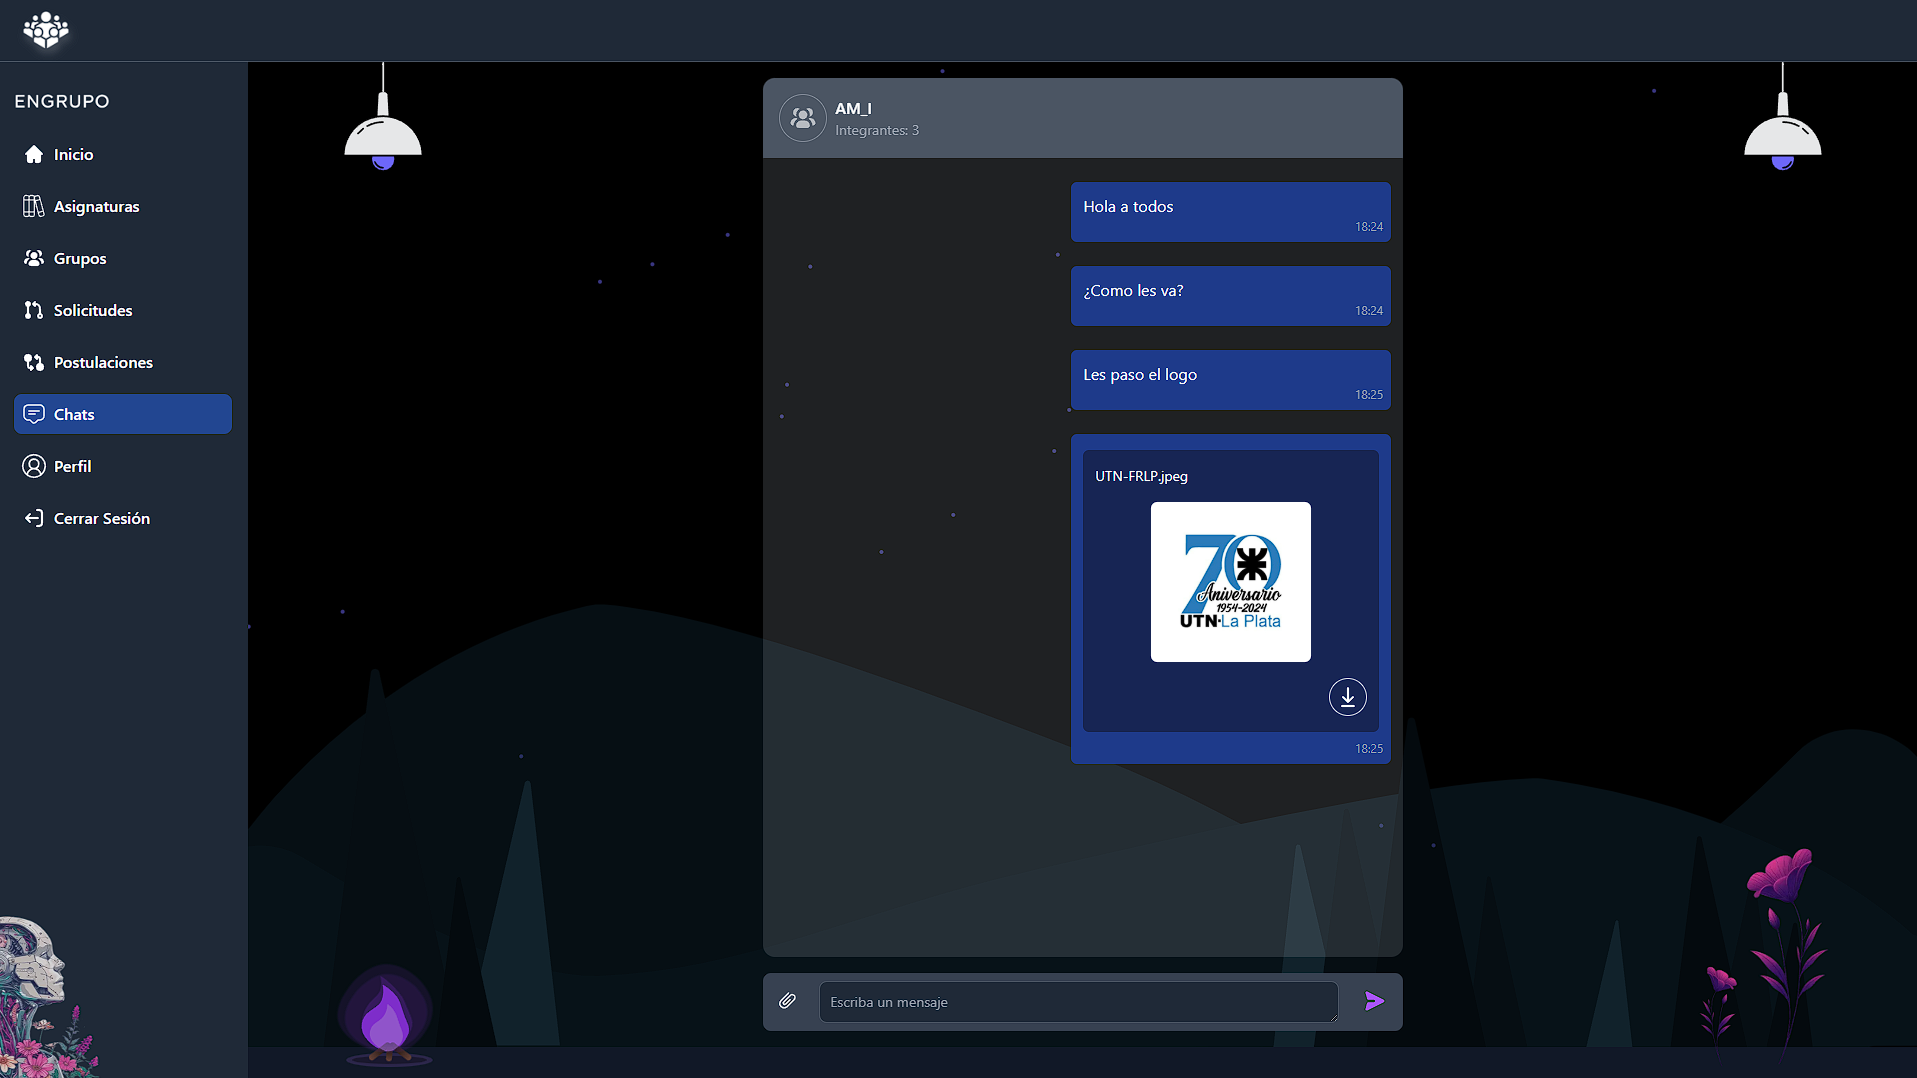 ENGRUPO
Inicio
Asignaturas
Grupos
Solicitudes
Postulaciones
Chats
Perfil
Cerrar Sesión
AM_I
Integrantes: 3
Hola a todos
18:24
¿Como les va?
18:24
Les paso el logo
18:25
UTN-FRLP.jpeg
70
Aniversario
1954-2024
UTN·La Plata
18:25
Escriba un mensaje